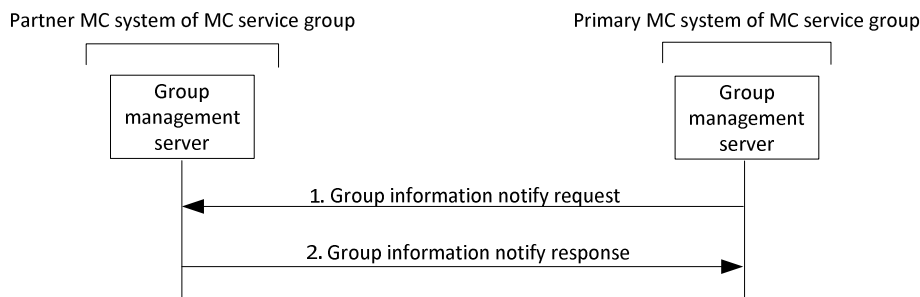 Partner MC system of MC service group
Primary MC system of MC service group
Group
management
server
Group
management
server
1. Group information notify request
2. Group information notify response